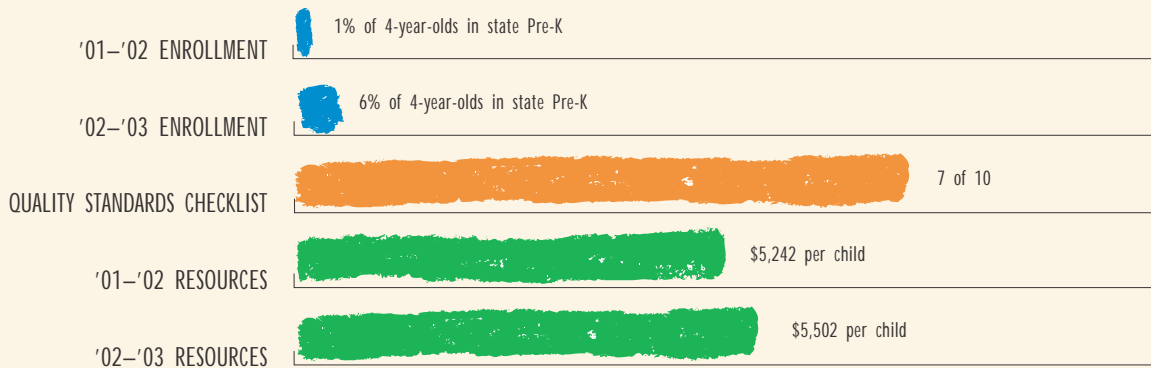 '01–'02 ENROLLMENT
1% of 4-year-olds in state Pre-K
'02–'03 ENROLLMENT
6% of 4-year-olds in state Pre-K
QUALITY STANDARDS CHECKLIST
7 of 10
'01–'02 RESOURCES
$5,242 per child
'02–'03 RESOURCES
$5,502 per child